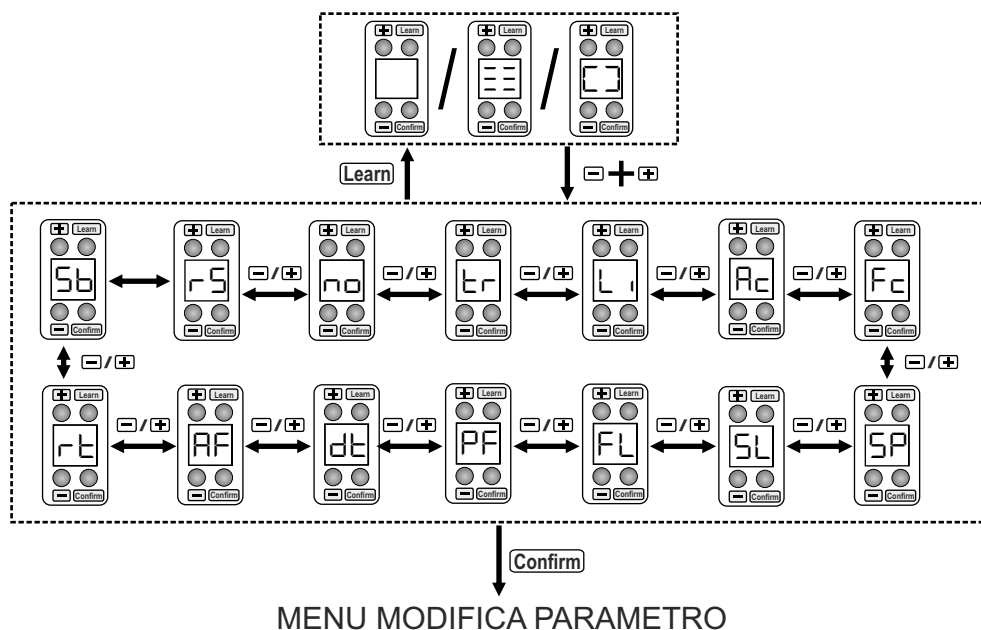 + Learn + Learn + Learn
/ /
- Confirm - Confirm - Confirm
Learn - + +
+ Learn + Learn + Learn + Learn + Learn + Learn + Learn
-/+ -/+ -/+ -/+ -/+
Sb rS no tr Li Ac Fc
- Confirm - Confirm - Confirm - Confirm - Confirm - Confirm - Confirm
-/+ -/+
+ Learn + Learn + Learn + Learn + Learn + Learn + Learn
-/+ -/+ -/+ -/+ -/+ -/+
rt AF dt PF FL SL SP
- Confirm - Confirm - Confirm - Confirm - Confirm - Confirm - Confirm
Confirm
MENU MODIFICA PARAMETRO